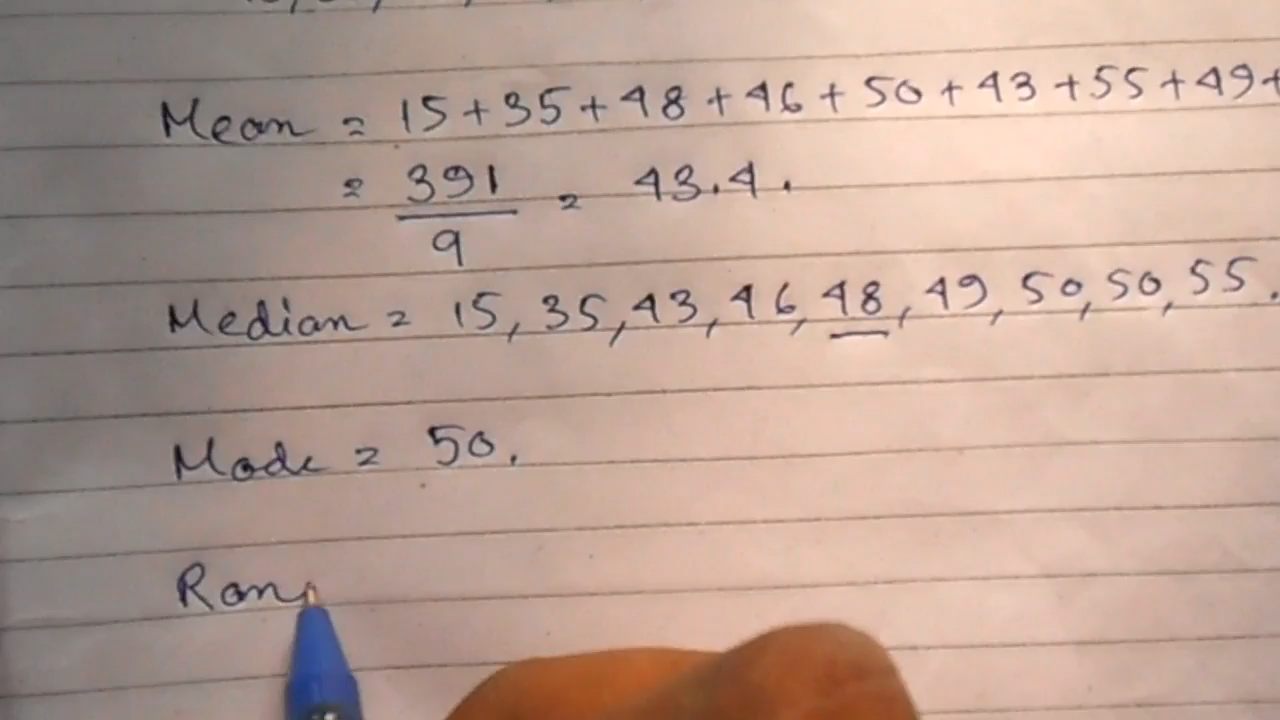 Mean = 15+35+48+46+50+43+55+49+
= 391/9 = 43.4.
Median = 15, 35, 43, 46, 48, 49, 50, 50, 55.
Mode = 50.
Ran